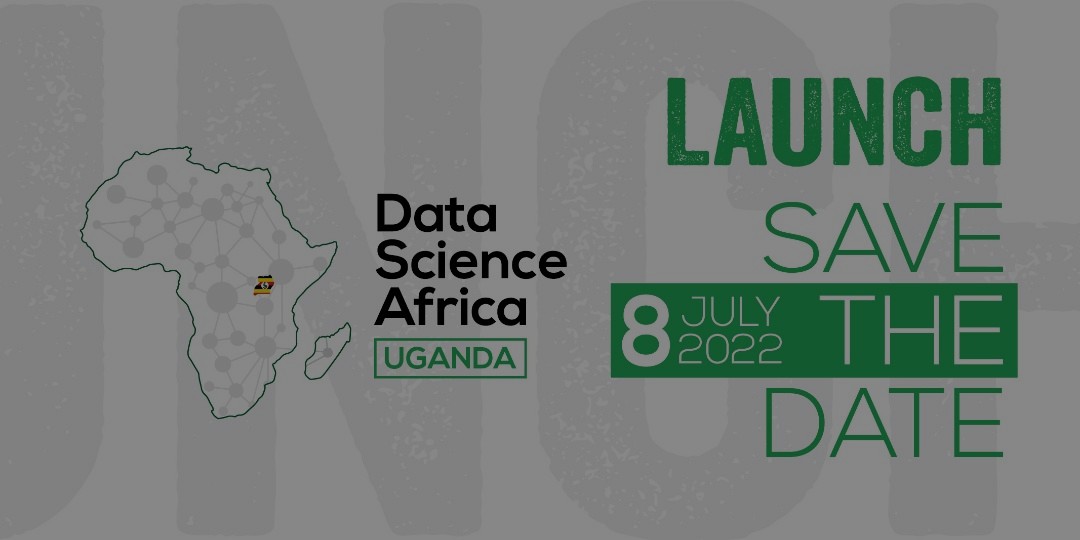 Data
Science
Africa
UGANDA
LAUNCH
SAVE
8 JULY 2022 THE
DATE